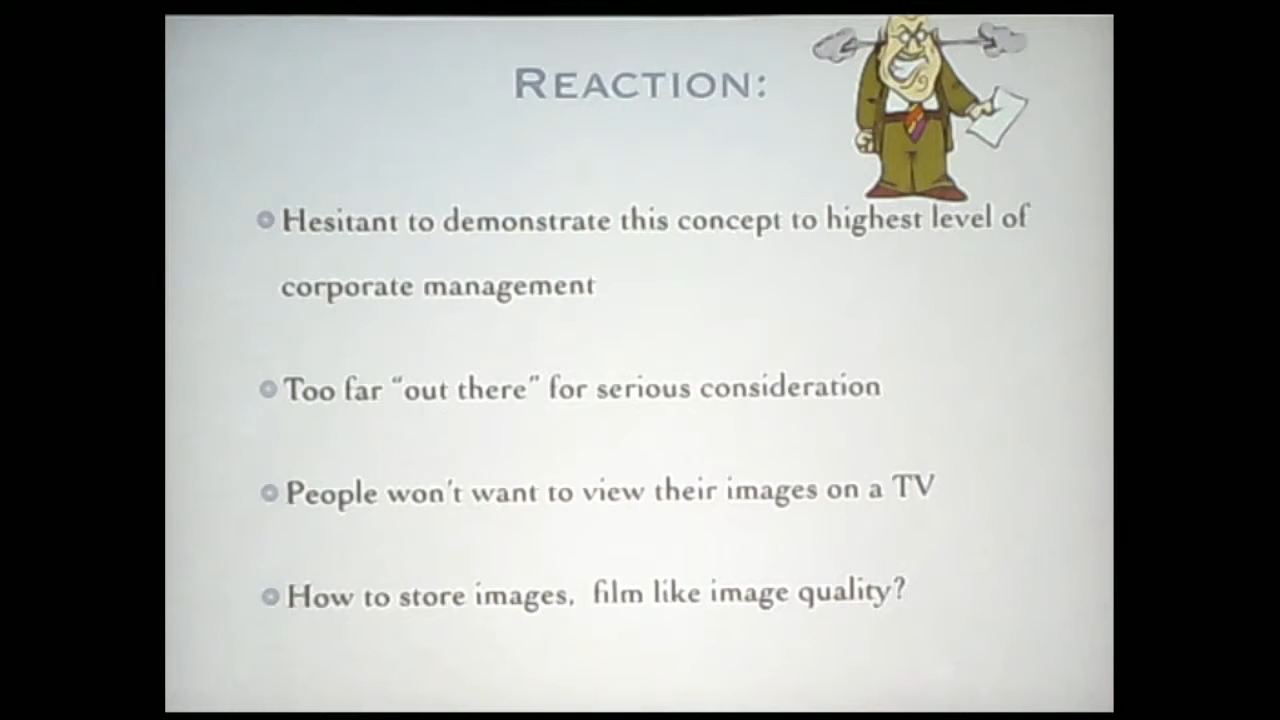 REACTION:
Hesitant to demonstrate this concept to highest level of
corporate management
Too far “out there” for serious consideration
People won't want to view their images on a TV
How to store images, film like image quality?